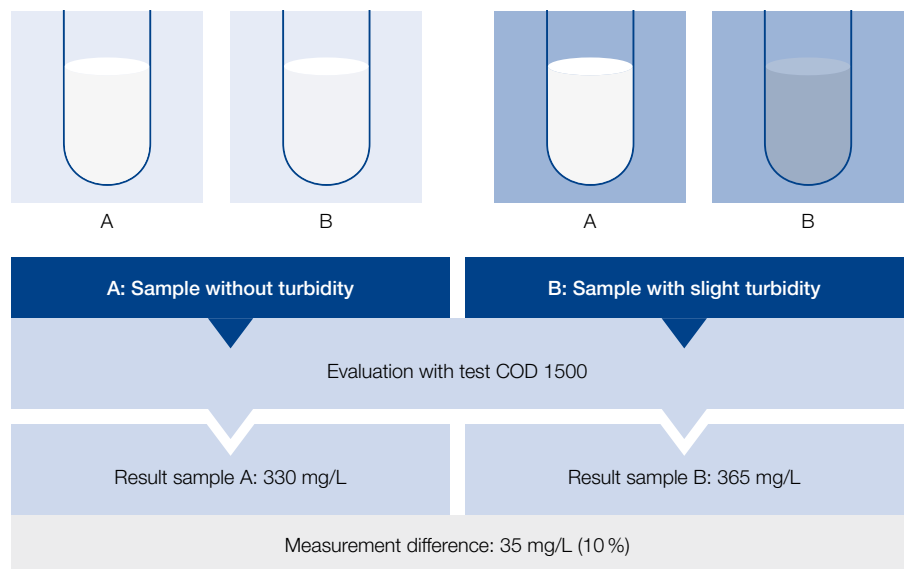 A
B
A
B
A: Sample without turbidity
B: Sample with slight turbidity
Evaluation with test COD 1500
Result sample A: 330 mg/L
Result sample B: 365 mg/L
Measurement difference: 35 mg/L (10 %)